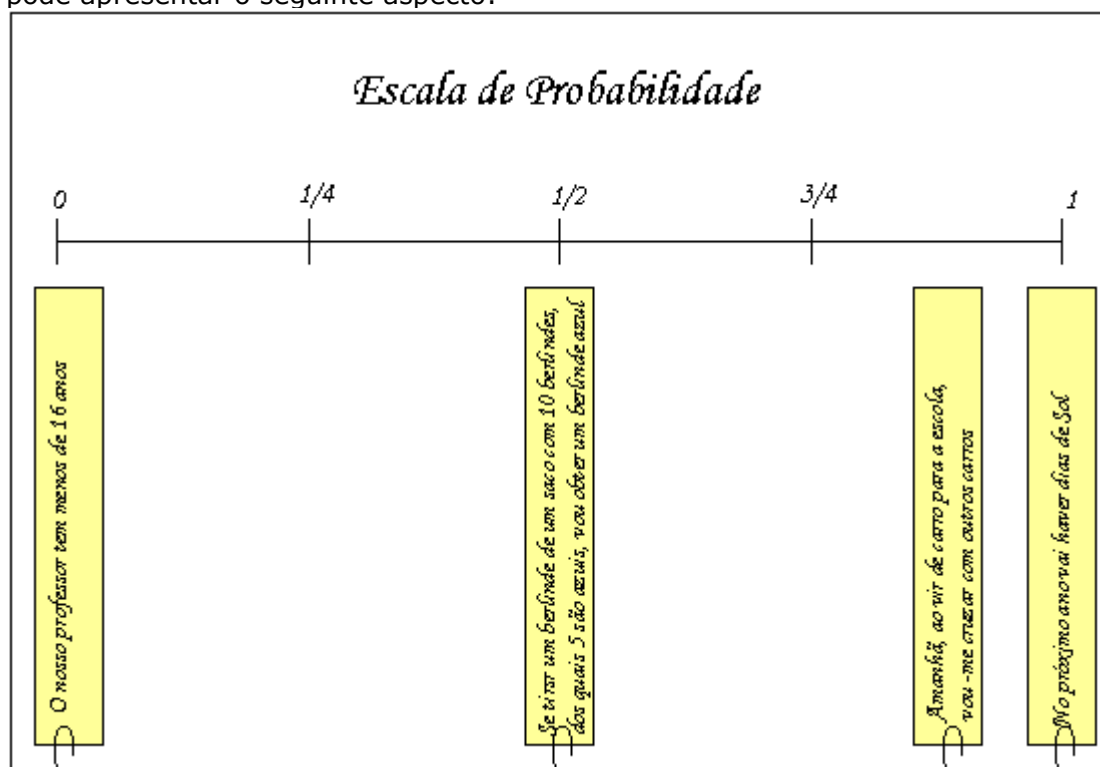 pode apresentar o seguinte aspecto:
Escala de Probabilidade
0
1/4
1/2
3/4
1
O nosso professor tem menos de 16 anos
Se tirar um berlinde de um saco com 10 berlindes,
dos quais 5 são azuis, vou obter um berlinde azul
Amanhã, ao vir de carro para a escola,
vou-me cruzar com outros carros
No próximo ano vai haver dias de Sol